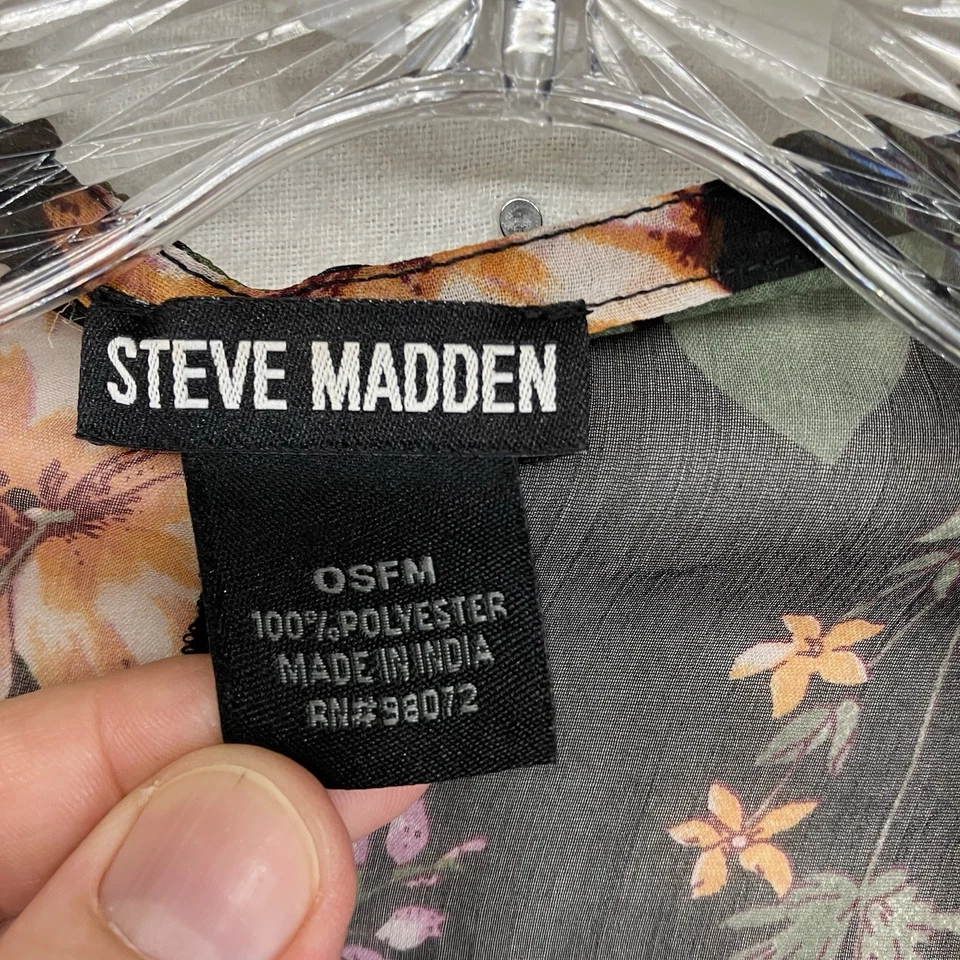 STEVE MADDEN
OSFM
100% POLYESTER
MADE IN INDIA
RN#98072